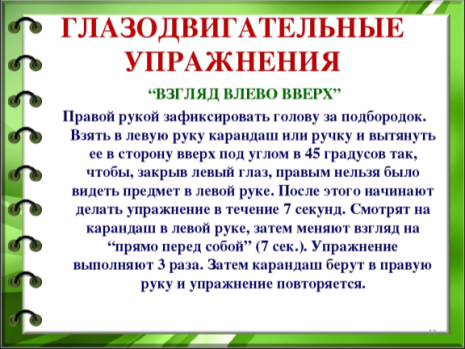 ГЛАЗОДВИГАТЕЛЬНЫЕ
УПРАЖНЕНИЯ
“ВЗГЛЯД ВЛЕВО ВВЕРХ”
Правой рукой зафиксировать голову за подбородок.
Взять в левую руку карандаш или ручку и вытянуть
ее в сторону вверх под углом в 45 градусов так,
чтобы, закрыв левый глаз, правым нельзя было
видеть предмет в левой руке. После этого начинают
делать упражнение в течение 7 секунд. Смотрят на
карандаш в левой руке, затем меняют взгляд на
“прямо перед собой” (7 сек.). Упражнение
выполняют 3 раза. Затем карандаш берут в правую
руку и упражнение повторяется.